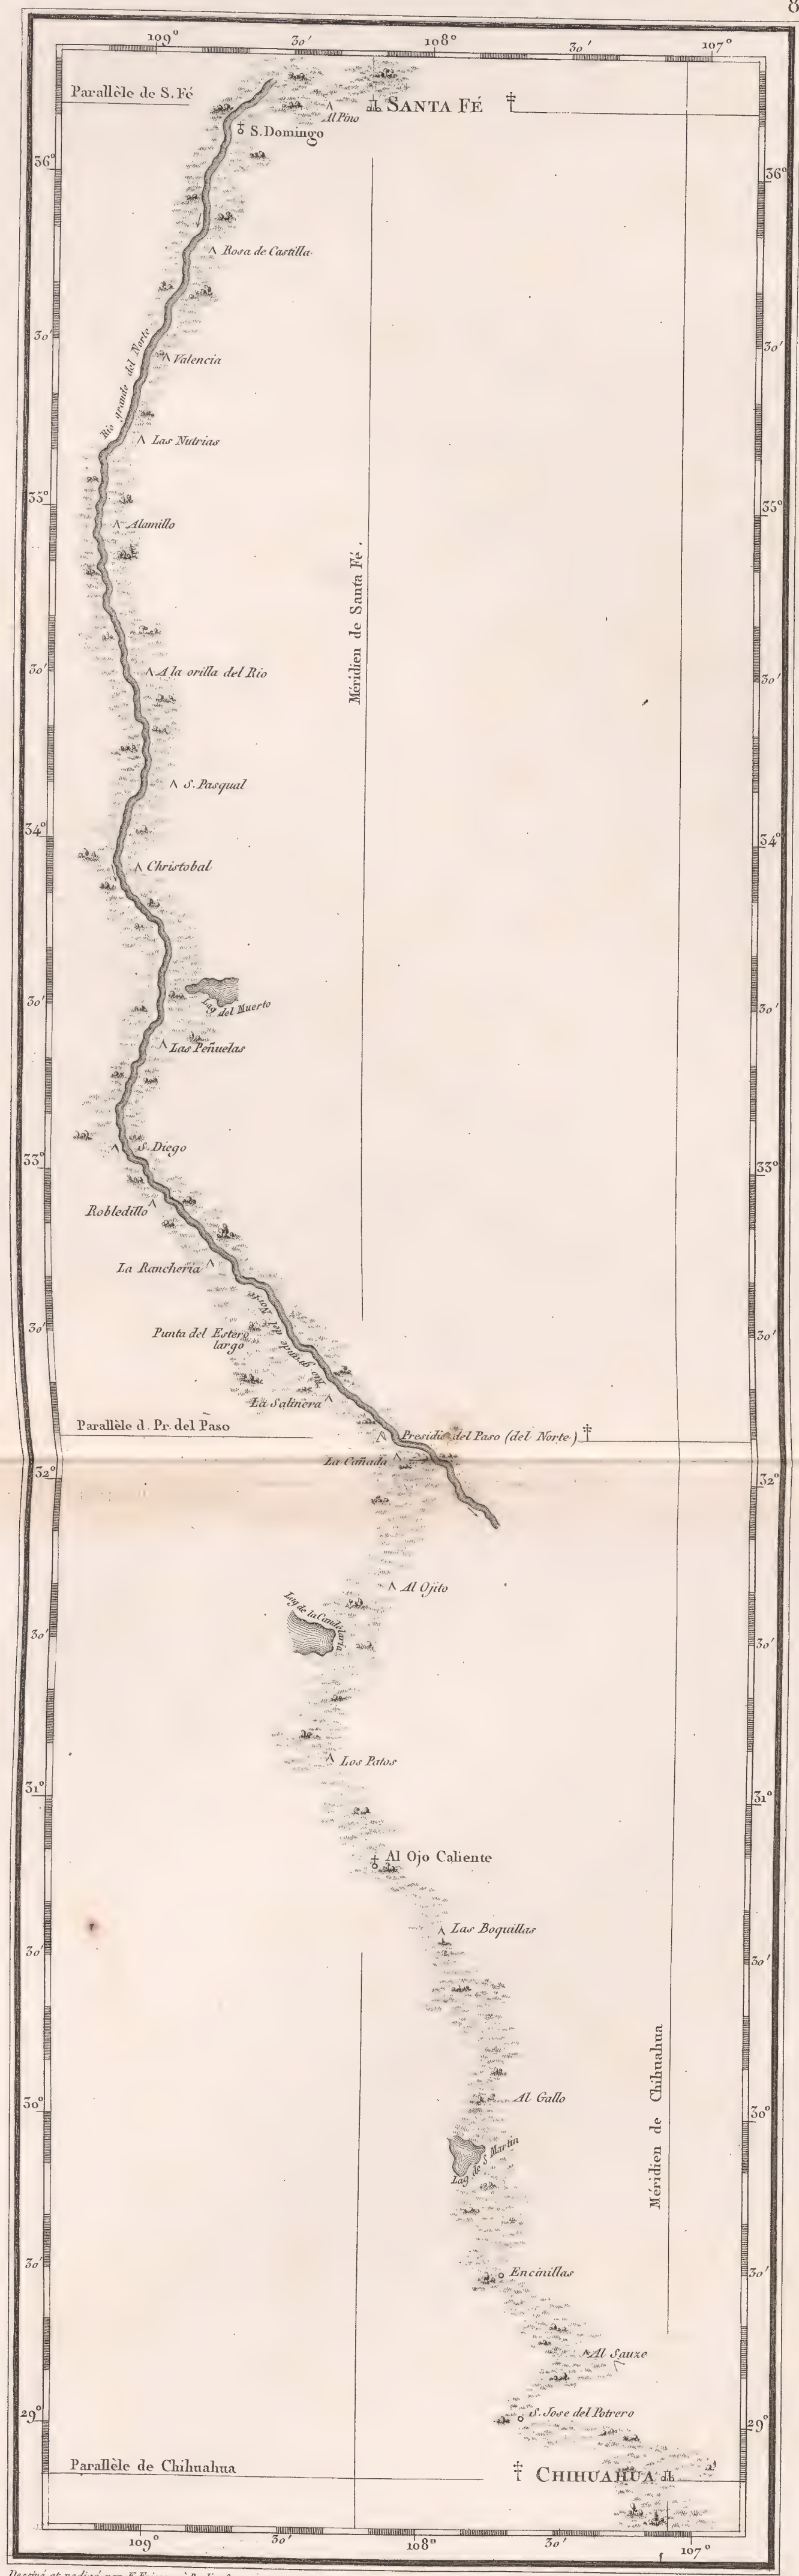 8
109°
30'
108°
30'
107°
Parallèle de S. Fé
SANTA FÉ
Al Pino
S. Domingo
36°
36°
Rosa de Castilla
30'
30'
Rio grande del Norte
Valencia
Las Nutrias
35°
35°
Alamillo
Méridien de Santa Fé.
30'
A la orilla del Rio
30'
S. Pasqual
34°
34°
Christobal
30'
Lag del Muerto
30'
Las Peñuelas
33°
S. Diego
33°
Robledillo
La Rancheria
30'
30'
Rio grande del Norte
Punta del Estero
largo
La Salinera
Parallèle d. Pr. del Paso
Presidio del Paso (del Norte)
La Cañada
32°
32°
Al Ojito
Lag de la Candelaria
30'
30'
Los Patos
31°
31°
Al Ojo Caliente
Las Boquillas
30'
30'
Méridien de Chihuahua
Al Gallo
30°
30°
Lag de S Martin
30'
Encinillas
30'
Al Sauze
S. Jose del Potrero
29°
29°
Parallèle de Chihuahua
CHIHUAHUA
109°
30'
108°
30'
107°
Dessiné et rédigé par F. Friesen à Berlin